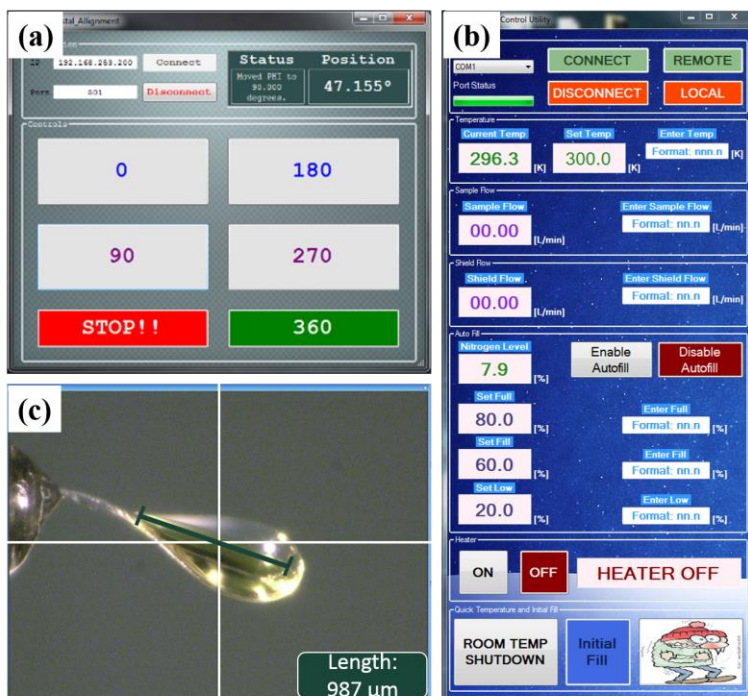 (a)
stal_Allignment
IP
192.168.253.200
Connect
Port
801
Disconnect
Status
Moved PHI to
90.000
degrees.
Position
47.155°
Controls
0
180
90
270
STOP!!
360
(c)
Length:
987 µm
(b)
Control Utility
COM1
Port Status
CONNECT
REMOTE
DISCONNECT
LOCAL
Temperature
Current Temp
Set Temp
Enter Temp
296.3
[K]
300.0
[K]
Format: nnn.n
[K]
Sample Flow
Sample Flow
Enter Sample Flow
00.00
[L/min]
Format: nn.n
[L/min]
Shield Flow
Shield Flow
Enter Shield Flow
00.00
[L/min]
Format: nn.n
[L/min]
Auto Fill
Nitrogen Level
7.9
[%]
Enable
Autofill
Disable
Autofill
Set Full
Enter Full
80.0
[%]
Format: nn.n
[%]
Set Fill
Enter Fill
60.0
[%]
Format: nn.n
[%]
Set Low
Enter Low
20.0
[%]
Format: nn.n
[%]
Heater
ON
OFF
HEATER OFF
Quick Temperature and Initial Fill
ROOM TEMP
SHUTDOWN
Initial
Fill